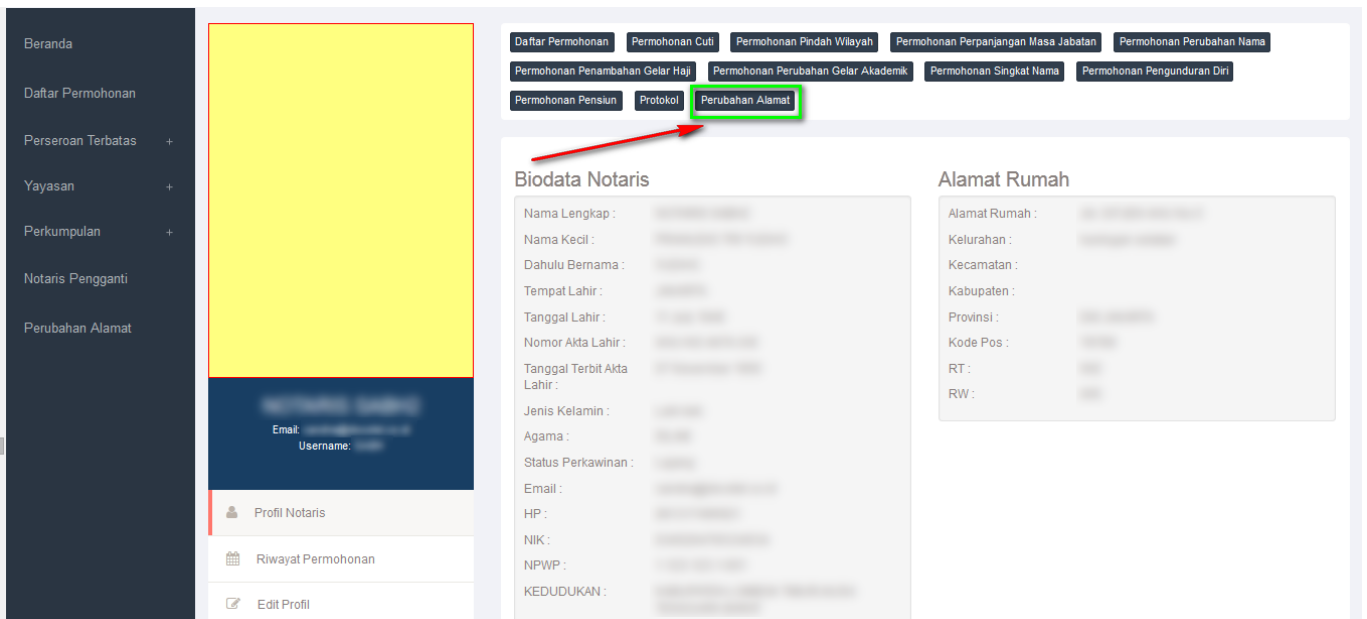 Beranda
Daftar Permohonan
Perseroan Terbatas +
Yayasan +
Perkumpulan +
Notaris Pengganti
Perubahan Alamat
Email:
Username:
Profil Notaris
Riwayat Permohonan
Edit Profil
Daftar Permohonan Permohonan Cuti Permohonan Pindah Wilayah Permohonan Perpanjangan Masa Jabatan Permohonan Perubahan Nama
Permohonan Penambahan Gelar Haji Permohonan Perubahan Gelar Akademik Permohonan Singkat Nama Permohonan Pengunduran Diri
Permohonan Pensiun Protokol Perubahan Alamat
Biodata Notaris
Nama Lengkap :
Nama Kecil :
Dahulu Bernama :
Tempat Lahir :
Tanggal Lahir :
Nomor Akta Lahir :
Tanggal Terbit Akta
Lahir :
Jenis Kelamin :
Agama :
Status Perkawinan :
Email :
HP :
NIK :
NPWP :
KEDUDUKAN :
Alamat Rumah
Alamat Rumah :
Kelurahan :
Kecamatan :
Kabupaten :
Provinsi :
Kode Pos :
RT :
RW :